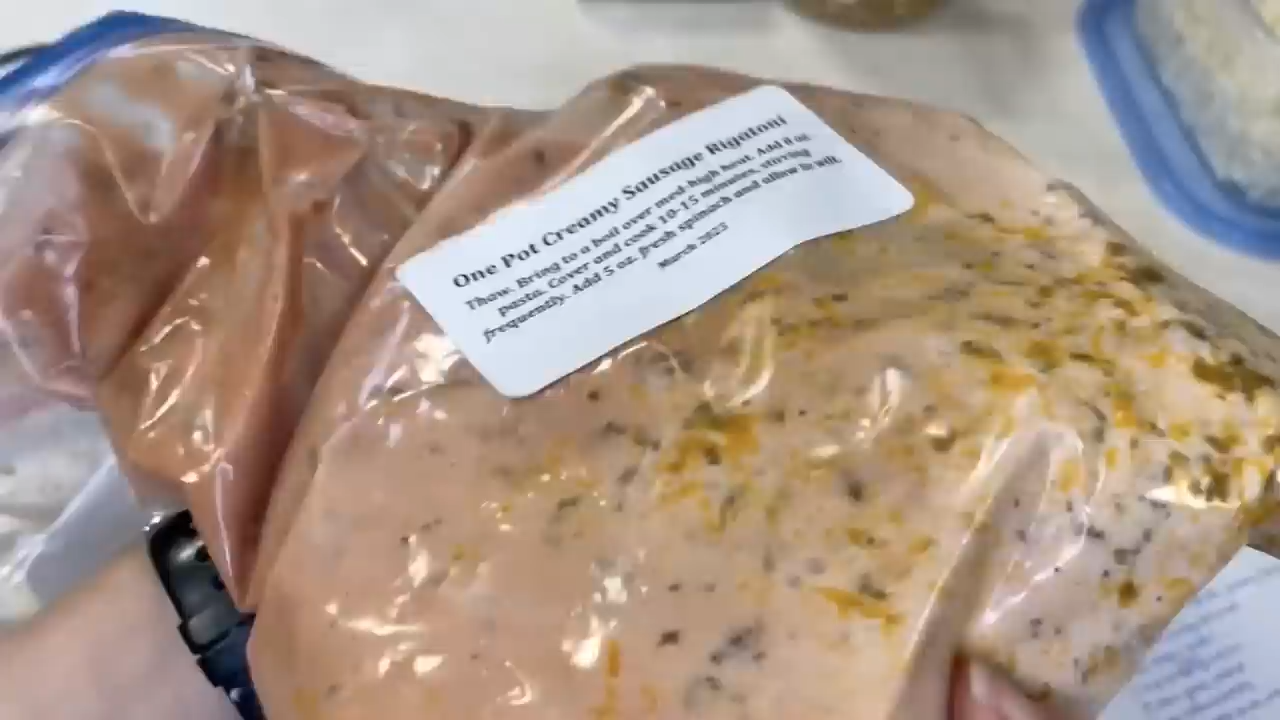 One Pot Creamy Sausage Rigatoni
Thaw. Bring to a boil over med-high heat. Add 8 oz.
pasta. Cover and cook 10-15 minutes, stirring
frequently. Add 5 oz. fresh spinach and allow to wilt.
March 2023